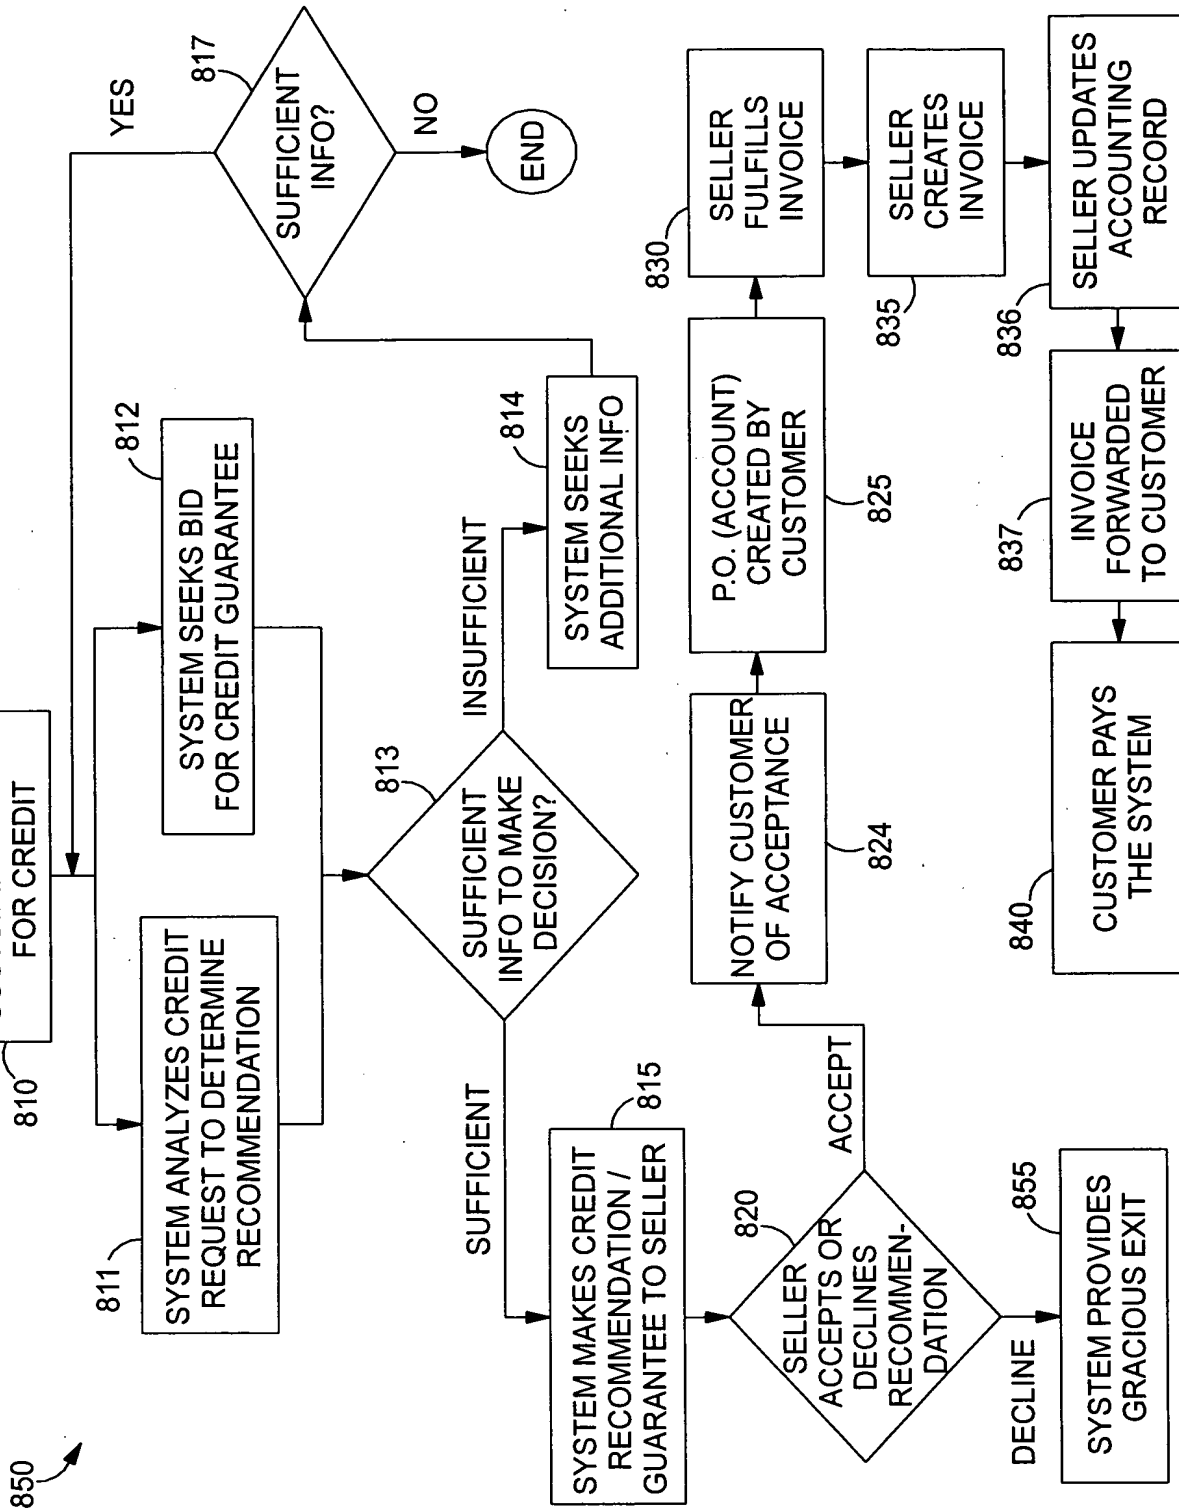 850
810
FOR CREDIT
811
SYSTEM ANALYZES CREDIT
REQUEST TO DETERMINE
RECOMMENDATION
812
SYSTEM SEEKS BID
FOR CREDIT GUARANTEE
YES
817
SUFFICIENT
INFO?
NO
END
813
SUFFICIENT
INFO TO MAKE
DECISION?
INSUFFICIENT
814
SYSTEM SEEKS
ADDITIONAL INFO
SUFFICIENT
815
SYSTEM MAKES CREDIT
RECOMMENDATION /
GUARANTEE TO SELLER
820
SELLER
ACCEPTS OR
DECLINES
RECOMMEN-
DATION
ACCEPT
DECLINE
855
SYSTEM PROVIDES
GRACIOUS EXIT
NOTIFY CUSTOMER
OF ACCEPTANCE
824
P.O. (ACCOUNT)
CREATED BY
CUSTOMER
825
830
SELLER
FULFILLS
INVOICE
SELLER
CREATES
INVOICE
835
836
SELLER UPDATES
ACCOUNTING
RECORD
837
INVOICE
FORWARDED
TO CUSTOMER
840
CUSTOMER PAYS
THE SYSTEM